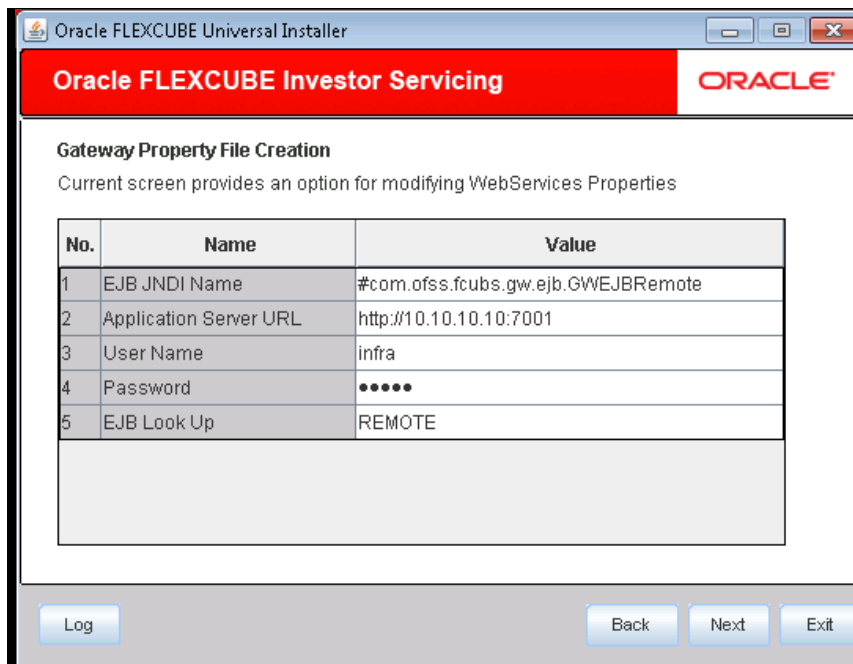 Oracle FLEXCUBE Universal Installer
Oracle FLEXCUBE Investor Servicing
ORACLE
Gateway Property File Creation
Current screen provides an option for modifying WebServices Properties
No. Name Value
1 EJB JNDI Name #com.ofss.fcubs.gw.ejb.GWEJBRemote
2 Application Server URL http://10.10.10.10:7001
3 User Name infra
4 Password •••••
5 EJB Look Up REMOTE
Log Back Next Exit